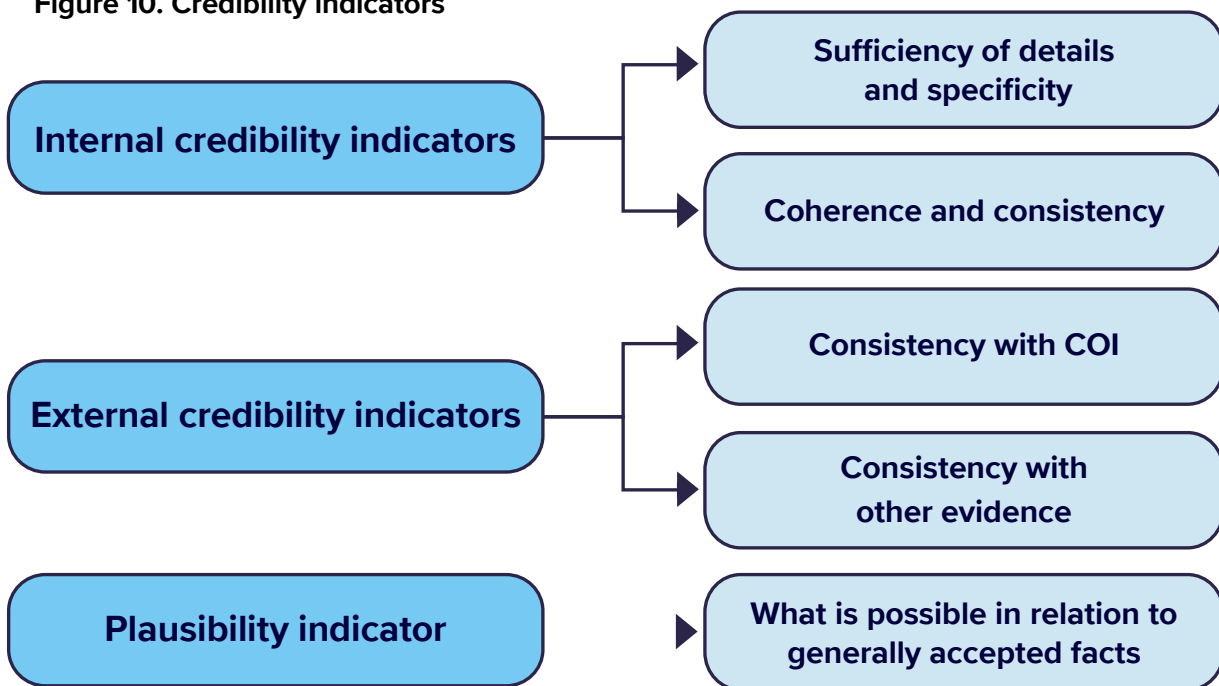 Figure 10. Credibility indicators
Internal credibility indicators
Sufficiency of details
and specificity
Coherence and consistency
External credibility indicators
Consistency with COI
Consistency with
other evidence
Plausibility indicator
What is possible in relation to
generally accepted facts